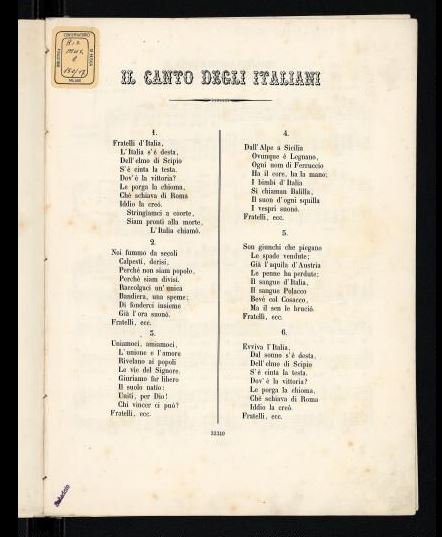 CONSERVATORIO
DI MUSICA
MILANO
IL CANTO DEGLI ITALIANI
1.
Fratelli d'Italia,
L'Italia s'è desta,
Dell'elmo di Scipio
S'è cinta la testa.
Dov'è la vittoria?
Le porga la chioma,
Chè schiava di Roma
Iddio la creò.
Stringiamci a coorte,
Siam pronti alla morte,
L'Italia chiamò.
2.
Noi fummo da secoli
Calpesti, derisi,
Perchè non siam popolo,
Perchè siam divisi.
Raccolgaci un'unica
Bandiera, una speme;
Di fonderci insieme
Già l'ora suonò.
Fratelli, ecc.
3.
Uniamoci, amiamoci,
L'unione e l'amore
Rivelano ai popoli
Le vie del Signore.
Giuriamo far libero
Il suolo natio:
Uniti, per Dio!
Chi vincer ci può?
Fratelli, ecc.
4.
Dall'Alpe a Sicilia
Ovunque è Legnano,
Ogni uom di Ferruccio
Ha il core, ha la mano;
I bimbi d'Italia
Si chiaman Balilla,
Il suon d'ogni squilla
I vespri suonò.
Fratelli, ecc.
5.
Son giunchi che piegano
Le spade vendute;
Già l'aquila d'Austria
Le penne ha perdute;
Il sangue d'Italia,
Il sangue Polacco
Bevè col Cosacco,
Ma il sen le bruciò.
Fratelli, ecc.
6.
Evviva l'Italia,
Dal sonno s'è desta,
Dell'elmo di Scipio
S'è cinta la testa.
Dov'è la vittoria?
Le porga la chioma,
Chè schiava di Roma
Iddio la creò.
Fratelli, ecc.
32340